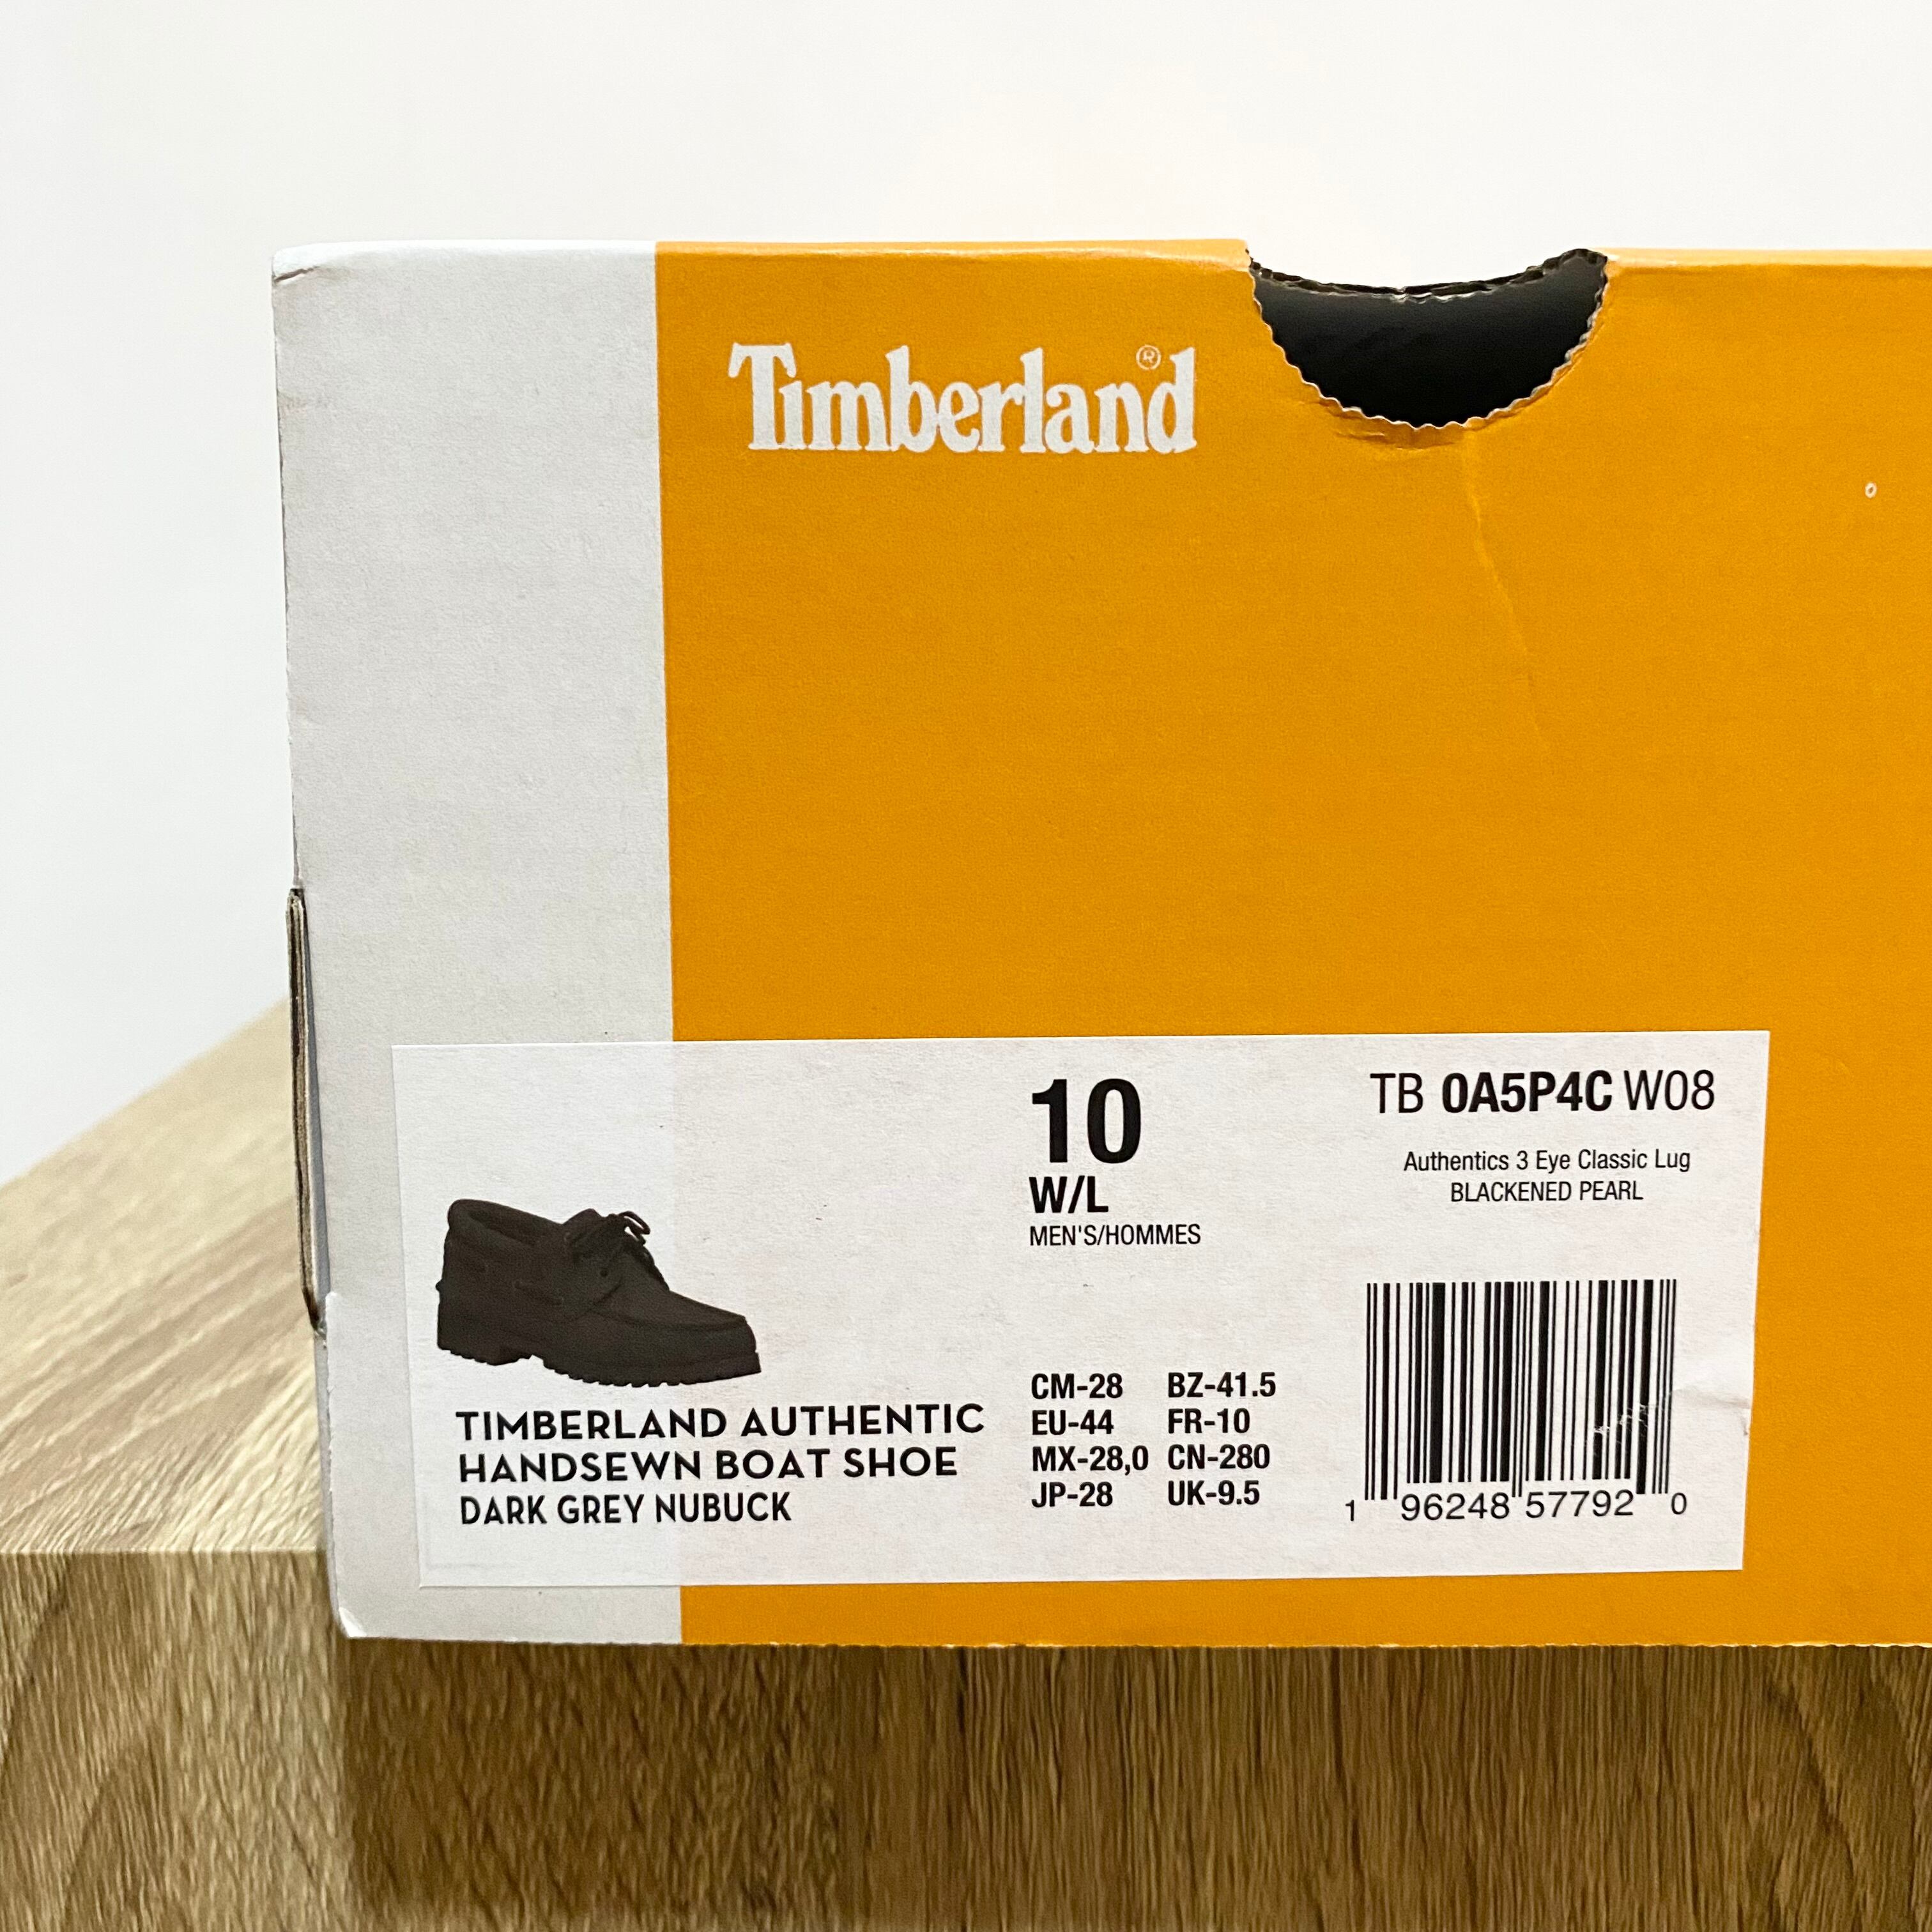 Timberland®
10
W/L
MEN'S/HOMMES
TB 0A5P4C W08
Authentics 3 Eye Classic Lug
BLACKENED PEARL
TIMBERLAND AUTHENTIC
HANDSEWN BOAT SHOE
DARK GREY NUBUCK
CM-28 BZ-41.5
EU-44 FR-10
MX-28,0 CN-280
JP-28 UK-9.5
1 96248 57792 0